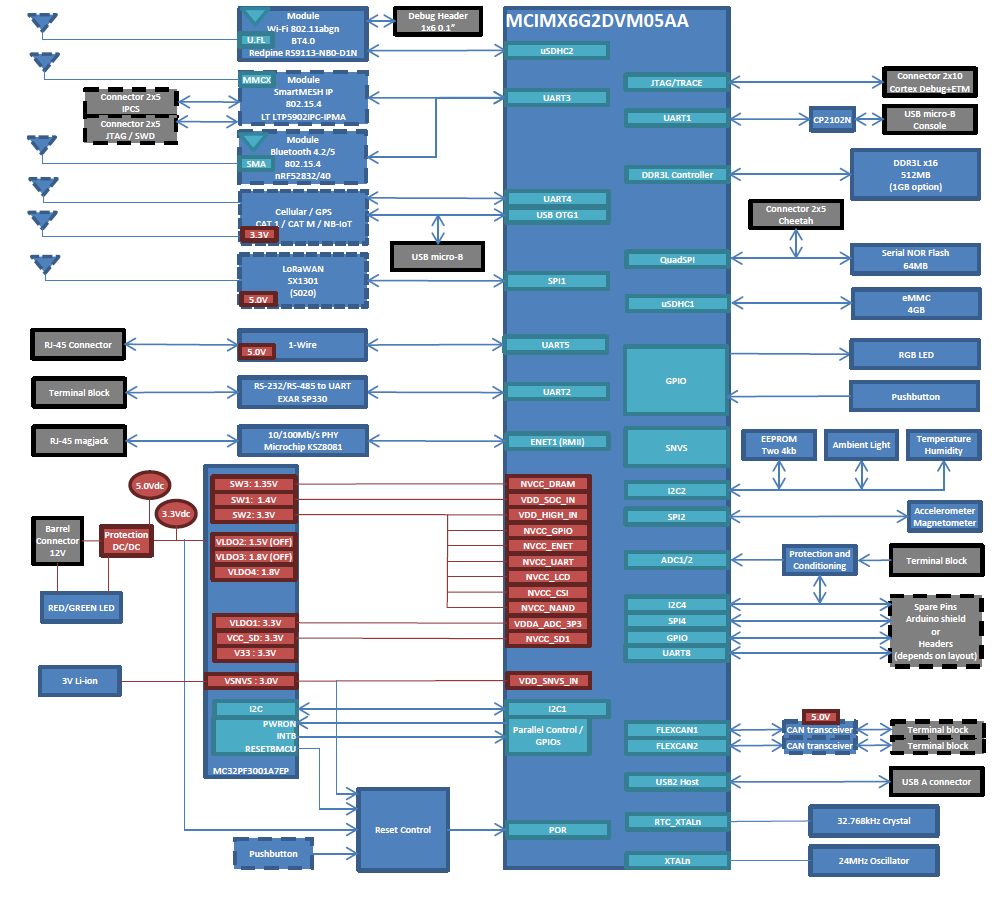 MCIMX6G2DVM05AA
Module
Wi-Fi 802.11abgn
BT4.0
Redpine RS9113-NB0-D1N
U.FL
Debug Header
1x6 0.1"
uSDHC2
MMCX
Module
SmartMESH IP
802.15.4
LT LTP5902IPC-IPMA
Connector 2x5
IPCS
Connector 2x5
JTAG / SWD
UART3
Module
Bluetooth 4.2/5
802.15.4
nRF52832/40
SMA
Cellular / GPS
CAT 1 / CAT M / NB-IoT
3.3V
UART4
USB OTG1
USB micro-B
LoRaWAN
SX1301
(S020)
5.0V
SPI1
RJ-45 Connector
1-Wire
5.0V
UART5
Terminal Block
RS-232/RS-485 to UART
EXAR SP330
UART2
RJ-45 magjack
10/100Mb/s PHY
Microchip KSZ8081
ENET1 (RMII)
JTAG/TRACE
Connector 2x10
Cortex Debug+ETM
UART1
CP2102N
USB micro-B
Console
DDR3L Controller
DDR3L x16
512MB
(1GB option)
Connector 2x5
Cheetah
QuadSPI
Serial NOR Flash
64MB
uSDHC1
eMMC
4GB
GPIO
RGB LED
Pushbutton
SNVS
EEPROM
Two 4kb
Ambient Light
Temperature
Humidity
I2C2
SPI2
Accelerometer
Magnetometer
ADC1/2
Protection and
Conditioning
Terminal Block
I2C4
SPI4
GPIO
UART8
Spare Pins
Arduino shield
or
Headers
(depends on layout)
5.0V
FLEXCAN1
CAN transceiver
Terminal block
FLEXCAN2
CAN transceiver
Terminal block
USB2 Host
USB A connector
RTC_XTALn
32.768kHz Crystal
XTALn
24MHz Oscillator
5.0Vdc
3.3Vdc
Barrel
Connector
12V
Protection
DC/DC
RED/GREEN LED
3V Li-ion
SW3: 1.35V
SW1: 1.4V
SW2: 3.3V
VLDO2: 1.5V (OFF)
VLDO3: 1.8V (OFF)
VLDO4: 1.8V
VLDO1: 3.3V
VCC_SD: 3.3V
V33 : 3.3V
VSNVS : 3.0V
I2C
PWRON
INTB
RESETBMCU
MC32PF3001A7EP
NVCC_DRAM
VDD_SOC_IN
VDD_HIGH_IN
NVCC_GPIO
NVCC_ENET
NVCC_UART
NVCC_LCD
NVCC_CSI
NVCC_NAND
VDDA_ADC_3P3
NVCC_SD1
VDD_SNVS_IN
I2C1
Parallel Control /
GPIOs
Reset Control
POR
Pushbutton